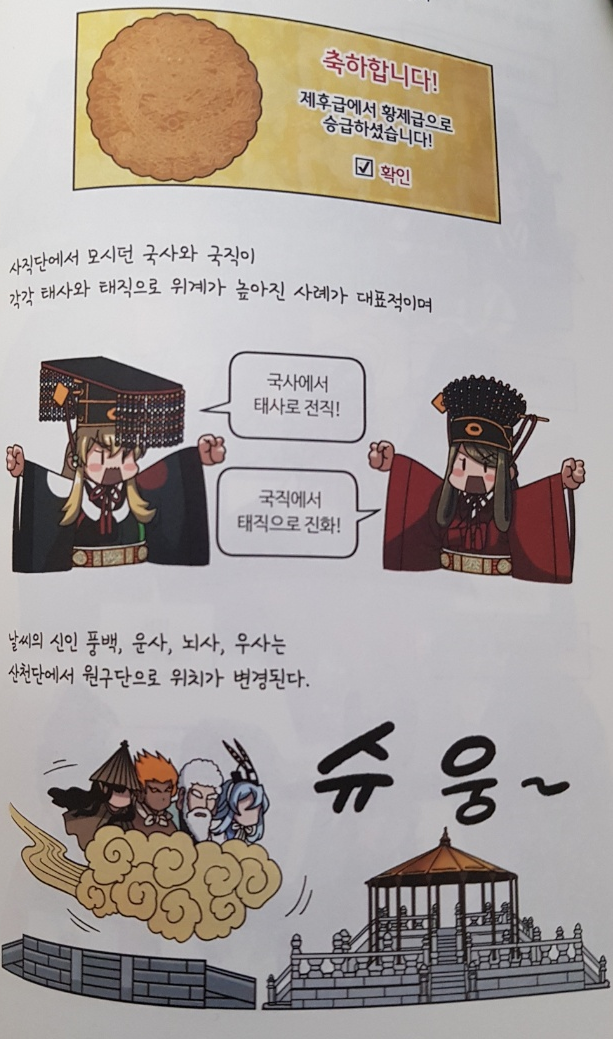 축하합니다!
제후급에서 황제급으로
승급하셨습니다!
확인
사직단에서 모시던 국사와 국직이
각각 태사와 태직으로 위계가 높아진 사례가 대표적이며
국사에서
태사로 전직!
국직에서
태직으로 진화!
날씨의 신인 풍백, 운사, 뇌사, 우사는
산천단에서 원구단으로 위치가 변경된다.
슈웅~